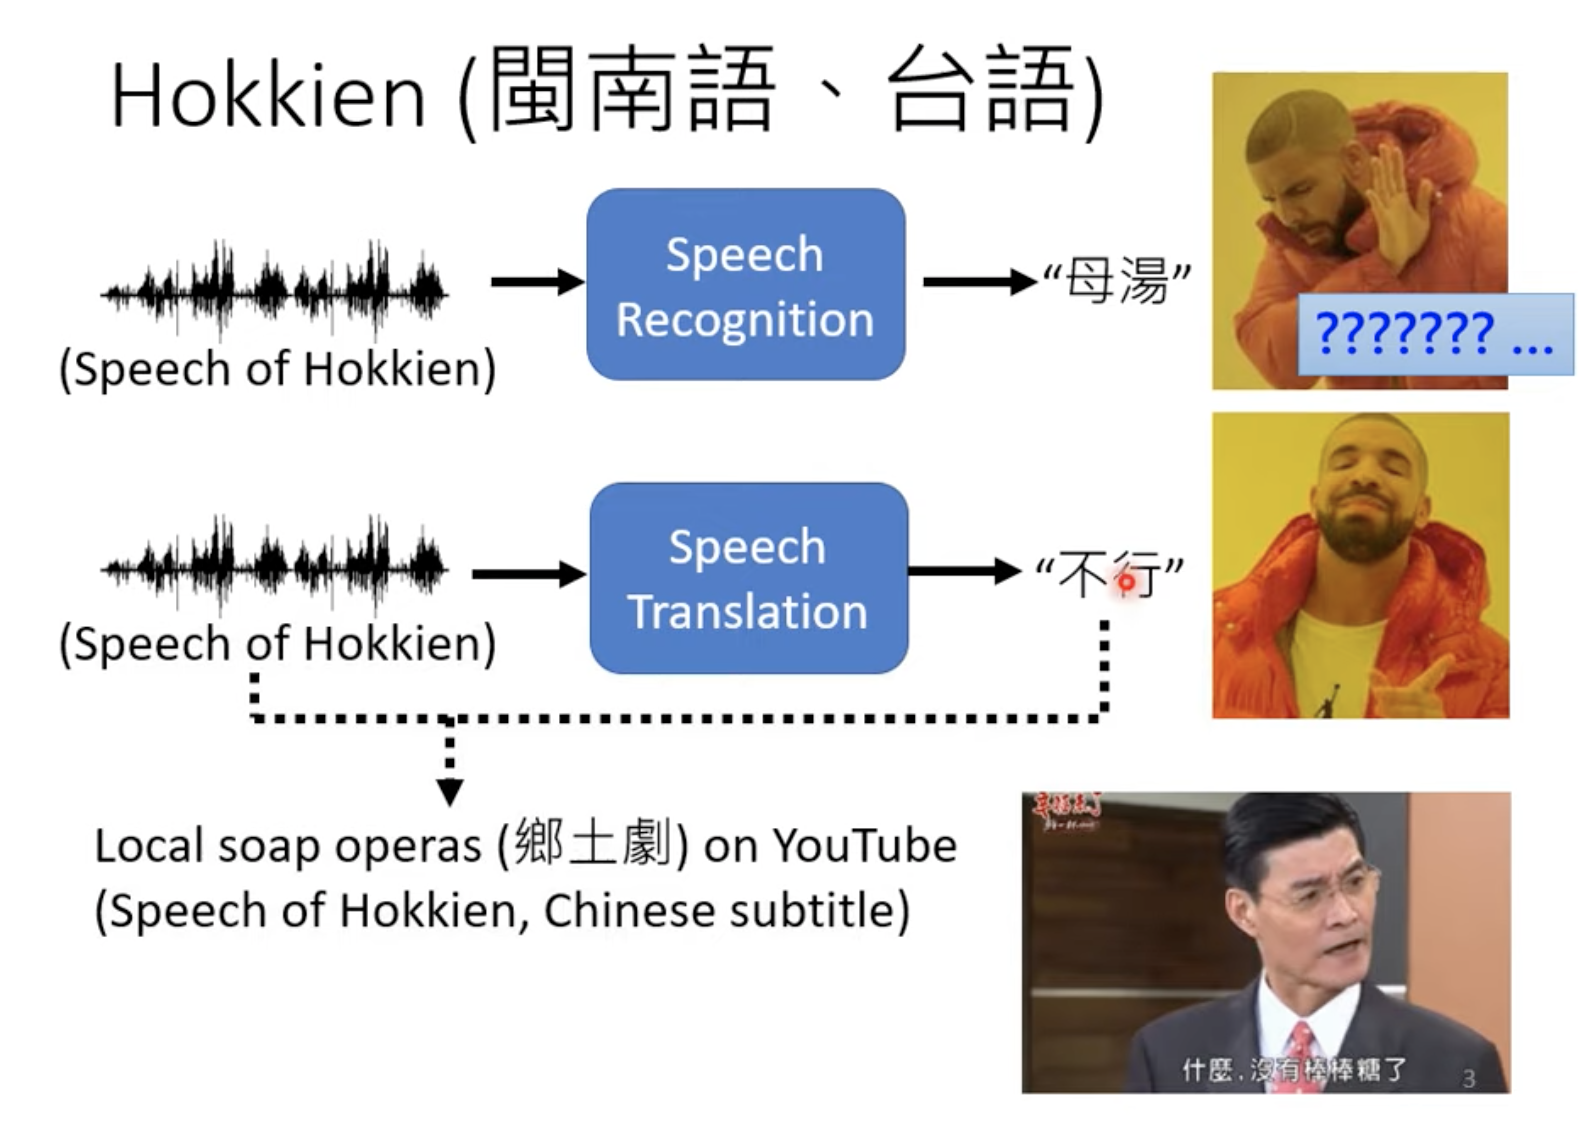 Hokkien (閩南語、台語)
Speech
Recognition
“母湯”
??????? ...
(Speech of Hokkien)
Speech
Translation
“不行”
(Speech of Hokkien)
Local soap operas (鄉土劇) on YouTube
(Speech of Hokkien, Chinese subtitle)
什麼，沒有棒棒糖了
3